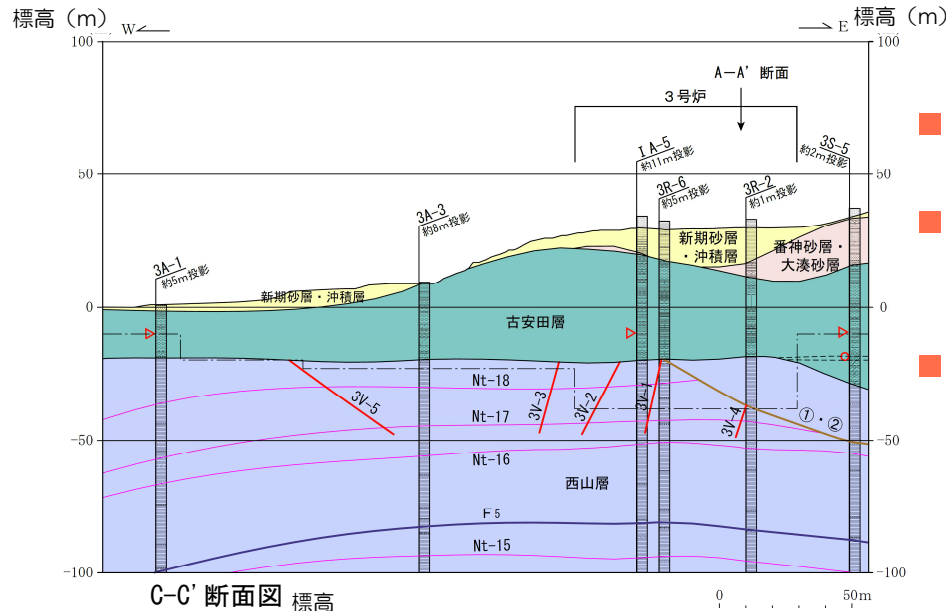 標高（m）
標高（m）
W
E
100
100
A−A' 断面
3号炉
ⅠA-5
約11m投影
3S-5
約2m投影
50
50
3R-6
約5m投影
3R-2
約1m投影
3A-3
約8m投影
新期砂層
・沖積層
番神砂層・
大湊砂層
3A-1
約5m投影
新期砂層・沖積層
0
0
古安田層
Nt-18
3V-5
3V-3
3V-2
3V-1
3V-4
Nt-17
①・②
-50
-50
Nt-16
西山層
F5
Nt-15
-100
-100
C-C' 断面図
標高
0
50m